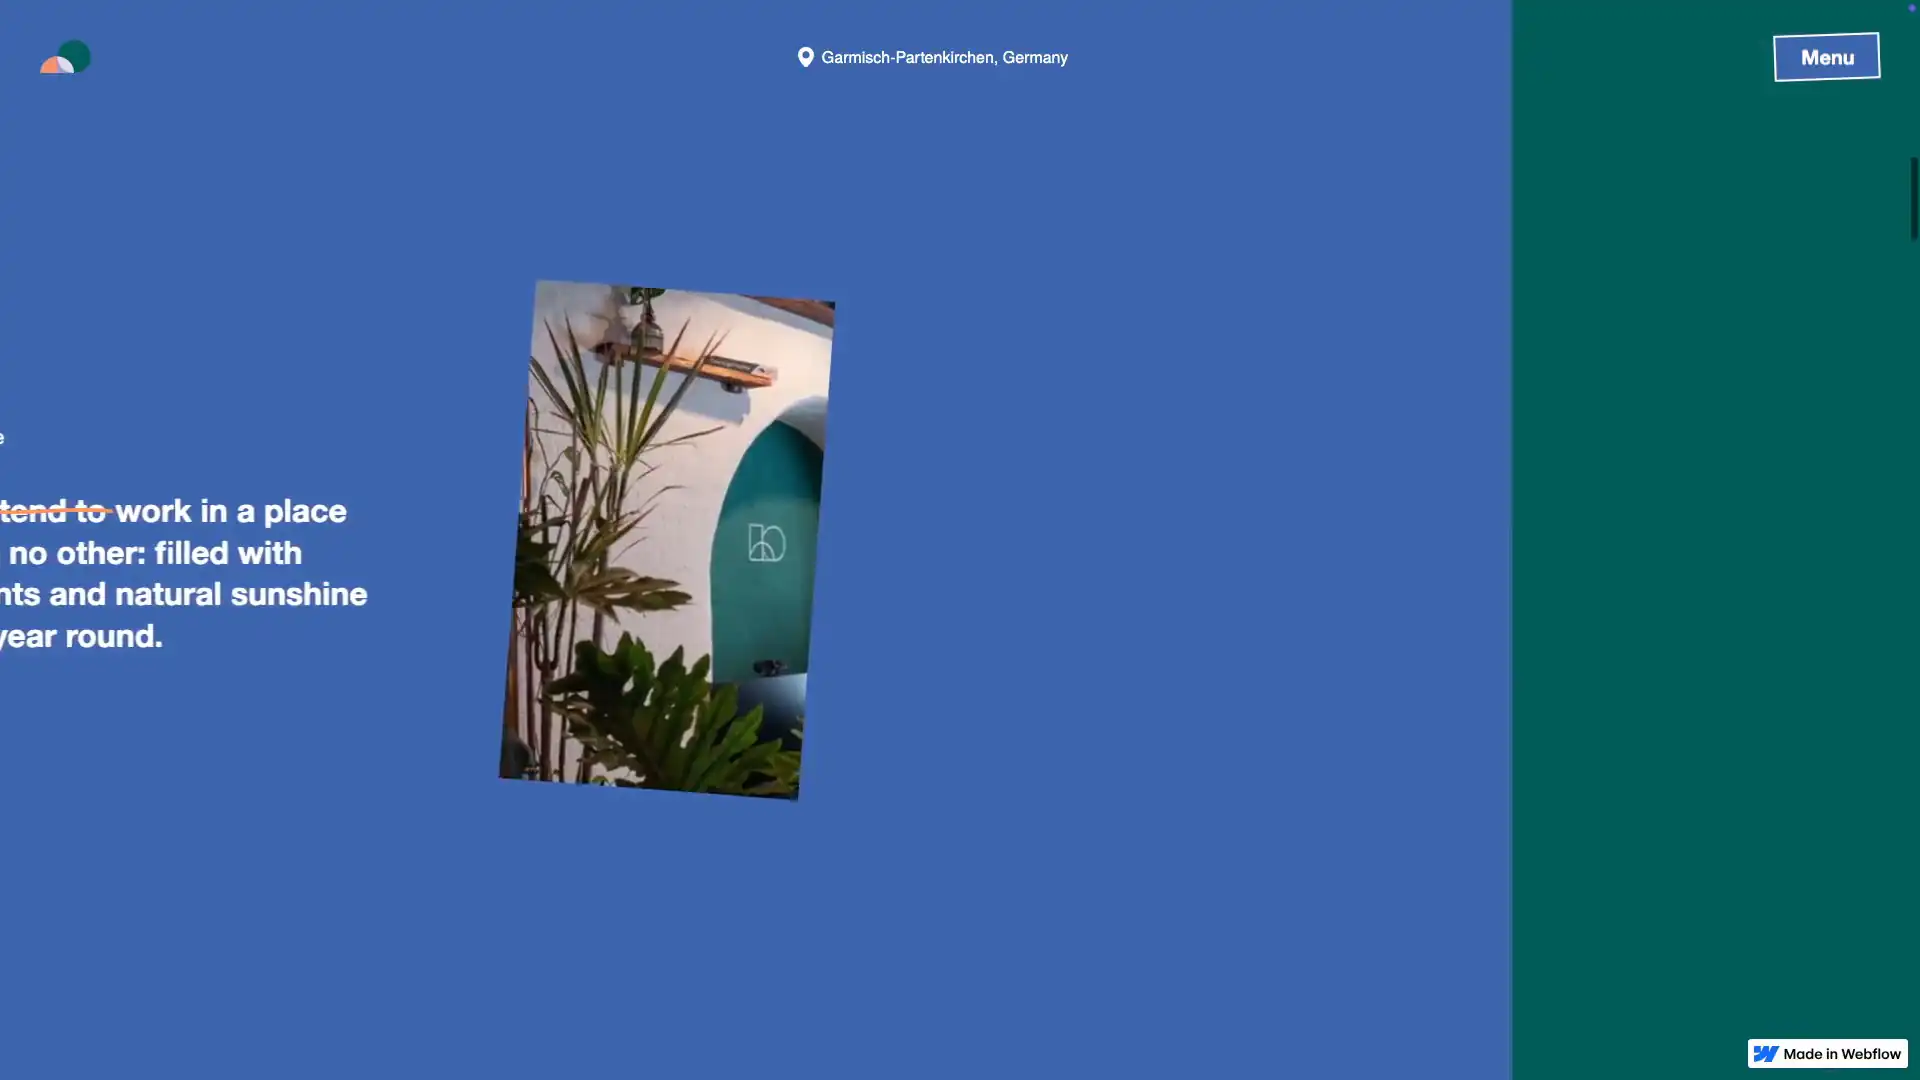 Garmisch-Partenkirchen, Germany
Menu
e
tend to work in a place
no other: filled with
nts and natural sunshine
year round.
Made in Webflow